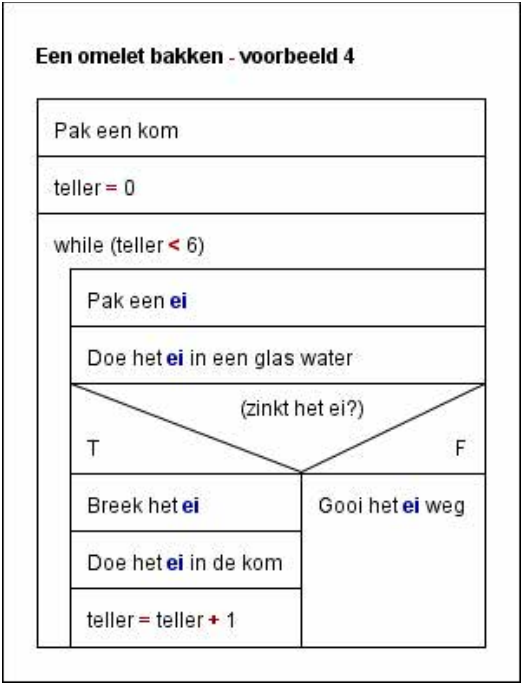 Een omelet bakken - voorbeeld 4
Pak een kom
teller = 0
while (teller < 6)
Pak een ei
Doe het ei in een glas water
(zinkt het ei?)
T
F
Breek het ei
Gooi het ei weg
Doe het ei in de kom
teller = teller + 1